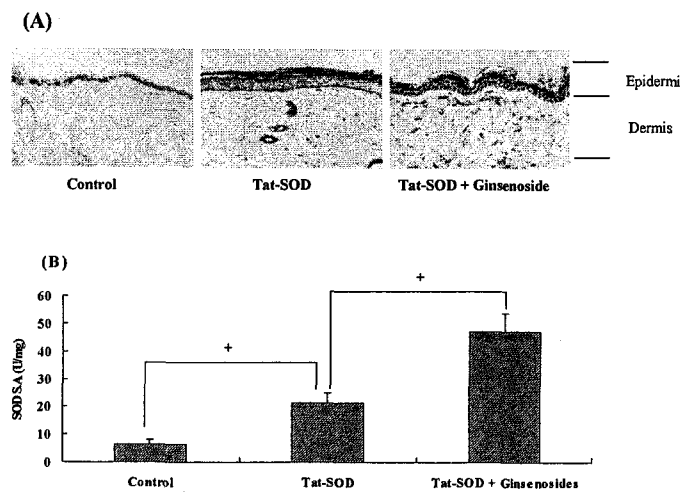 (A)
Epidermi
Dermis
Control Tat-SOD Tat-SOD + Ginsenoside
(B)
SOD S.A (U/mg)
60
50
40
30
20
10
0
+
+
Control Tat-SOD Tat-SOD + Ginsenosides